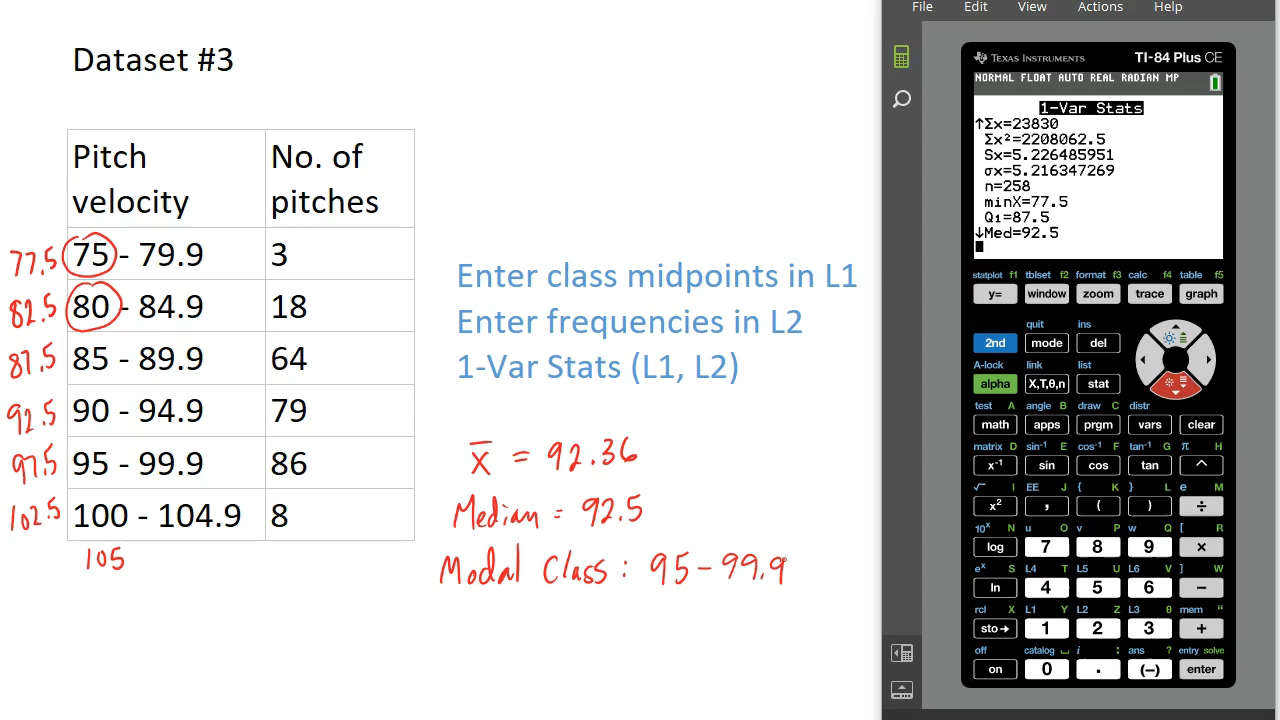 Dataset #3
Pitch velocity No. of pitches
77.5 75 - 79.9 3
82.5 80 - 84.9 18
87.5 85 - 89.9 64
92.5 90 - 94.9 79
97.5 95 - 99.9 86
102.5 100 - 104.9 8
105
Enter class midpoints in L1
Enter frequencies in L2
1-Var Stats (L1, L2)
x̄ = 92.36
Median = 92.5
Modal Class : 95 - 99.9
File Edit View Actions Help
TEXAS INSTRUMENTS TI-84 Plus CE
NORMAL FLOAT AUTO REAL RADIAN MP
1-Var Stats
↑Σx=23830
Σx²=2208062.5
Sx=5.226485951
σx=5.216347269
n=258
minX=77.5
Q₁=87.5
↓Med=92.5
statplot f1 tblset f2 format f3 calc f4 table f5
y= window zoom trace graph
quit ins
2nd mode del
A-lock link list
alpha X,T,θ,n stat
test A angle B draw C distr
math apps prgm vars clear
matrix D sin⁻¹ E cos⁻¹ F tan⁻¹ G π H
x⁻¹ sin cos tan ^
√ I EE J { K } L e M
x² , ( ) ÷
10ˣ N u O v P w Q [ R
log 7 8 9 ×
eˣ S L4 T L5 U L6 V ] W
ln 4 5 6 −
rcl X L1 Y L2 Z L3 θ mem “
sto→ 1 2 3 +
off catalog ⎵ i : ans ? entry solve
on 0 . (−) enter